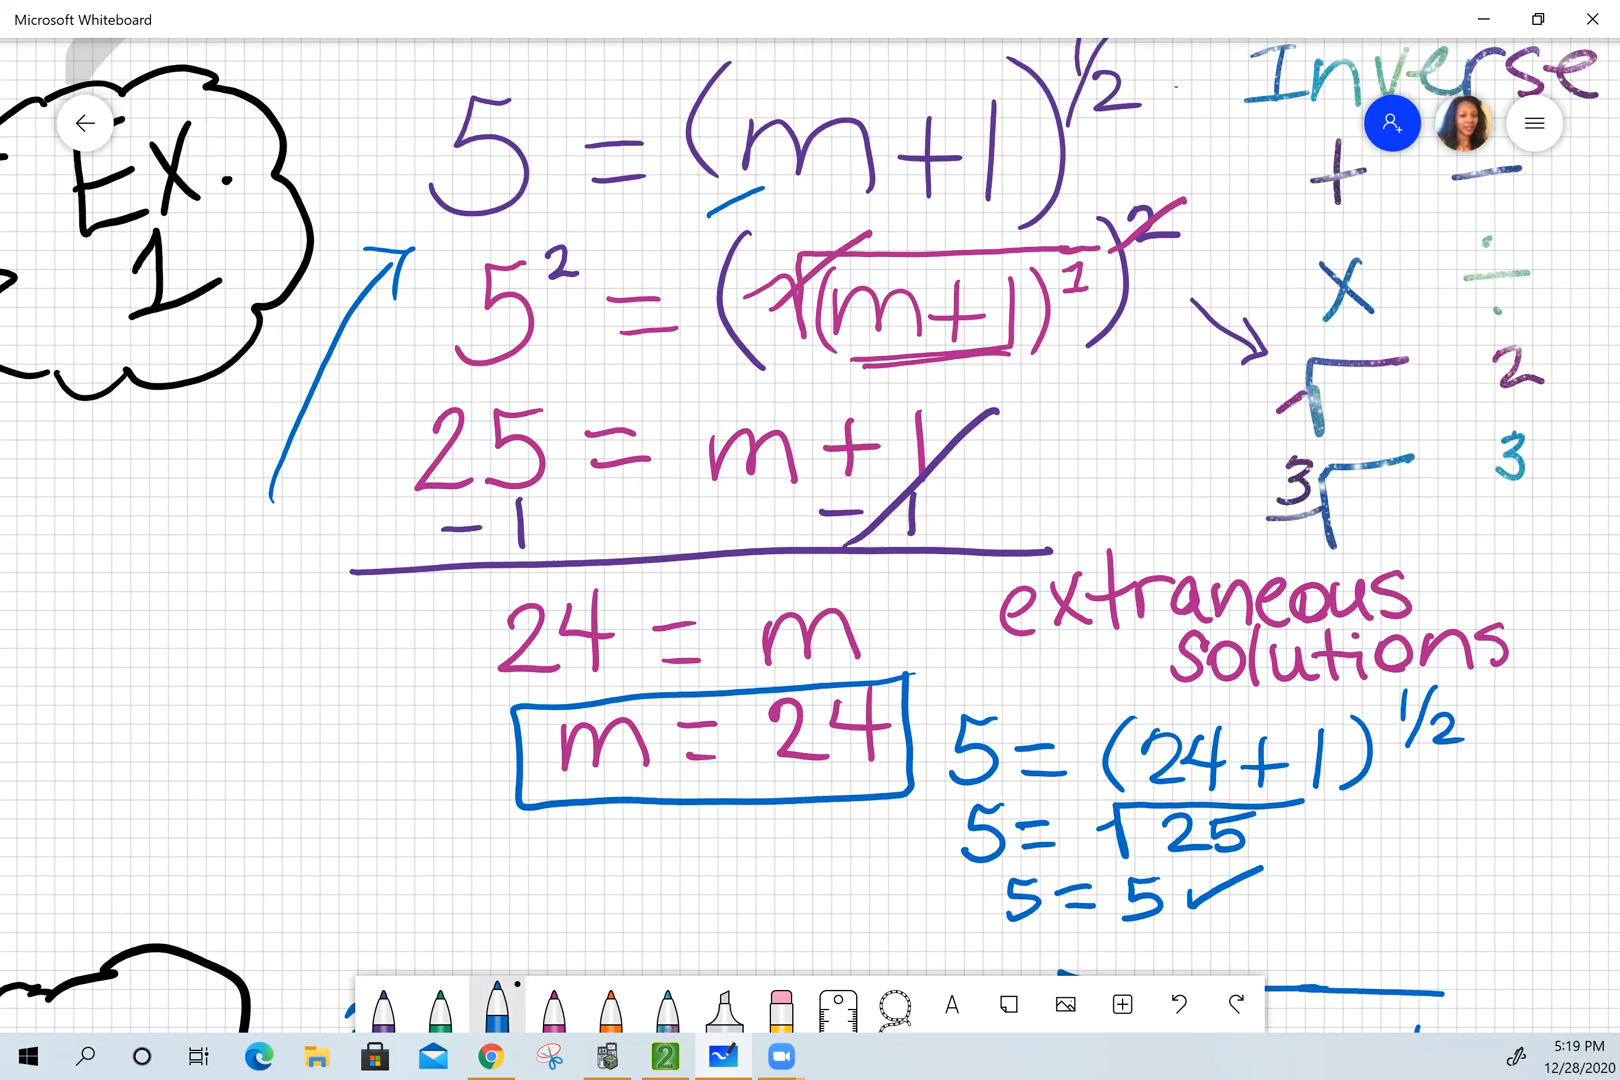 Microsoft Whiteboard
Ex.
1
5 = (m+1)^1/2
5^2 = (√(m+1)^1)^2
25 = m + 1
- 1 - 1
24 = m
m = 24
Inverse
+ −
x ÷
√ 2
3√ 3
extraneous
solutions
5 = (24+1)^1/2
5 = √25
5 = 5 ✓
A
2
5:19 PM
12/28/2020